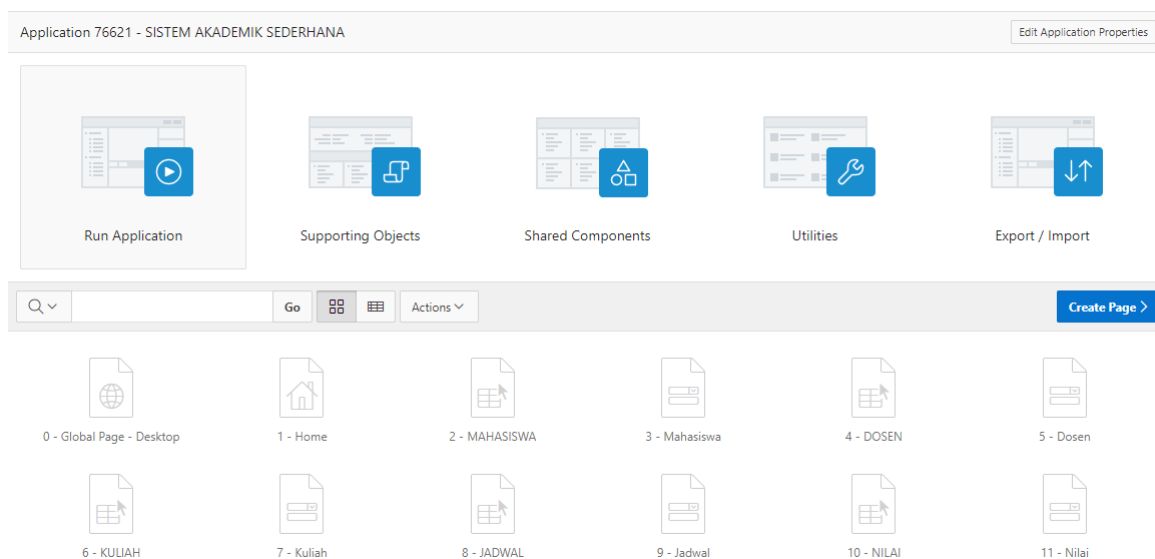 Application 76621 - SISTEM AKADEMIK SEDERHANA
Edit Application Properties
Run Application
Supporting Objects
Shared Components
Utilities
Export / Import
Go
Actions
Create Page
0 - Global Page - Desktop
1 - Home
2 - MAHASISWA
3 - Mahasiswa
4 - DOSEN
5 - Dosen
6 - KULIAH
7 - Kuliah
8 - JADWAL
9 - Jadwal
10 - NILAI
11 - Nilai